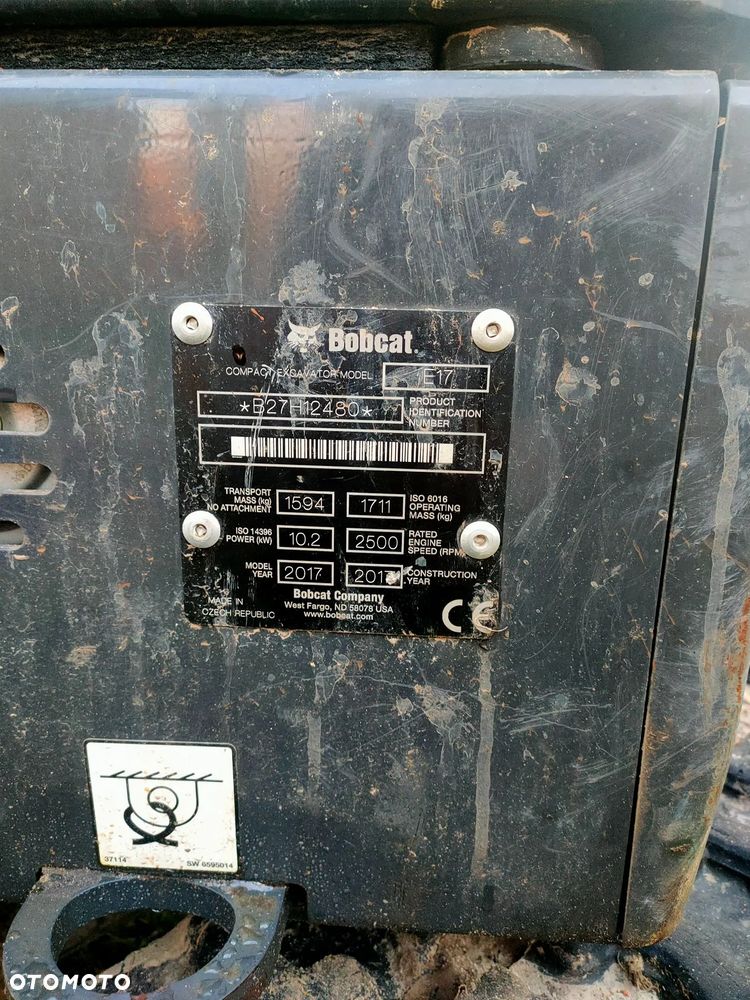 Bobcat.
COMPACT EXSAVATOR MODEL E17
*B27H12480* PRODUCT IDENTIFICATION NUMBER
TRANSPORT MASS (kg) NO ATTACHMENT 1594 1711 ISO 6016 OPERATING MASS (kg)
ISO 14396 POWER (kW) 10.2 2500 RATED ENGINE SPEED (RPM)
MODEL YEAR 2017 2017 CONSTRUCTION YEAR
Bobcat Company
MADE IN CZECH REPUBLIC West Fargo, ND 58078 USA
www.bobcat.com
CE
37114 SW 6595014
OTOMOTO